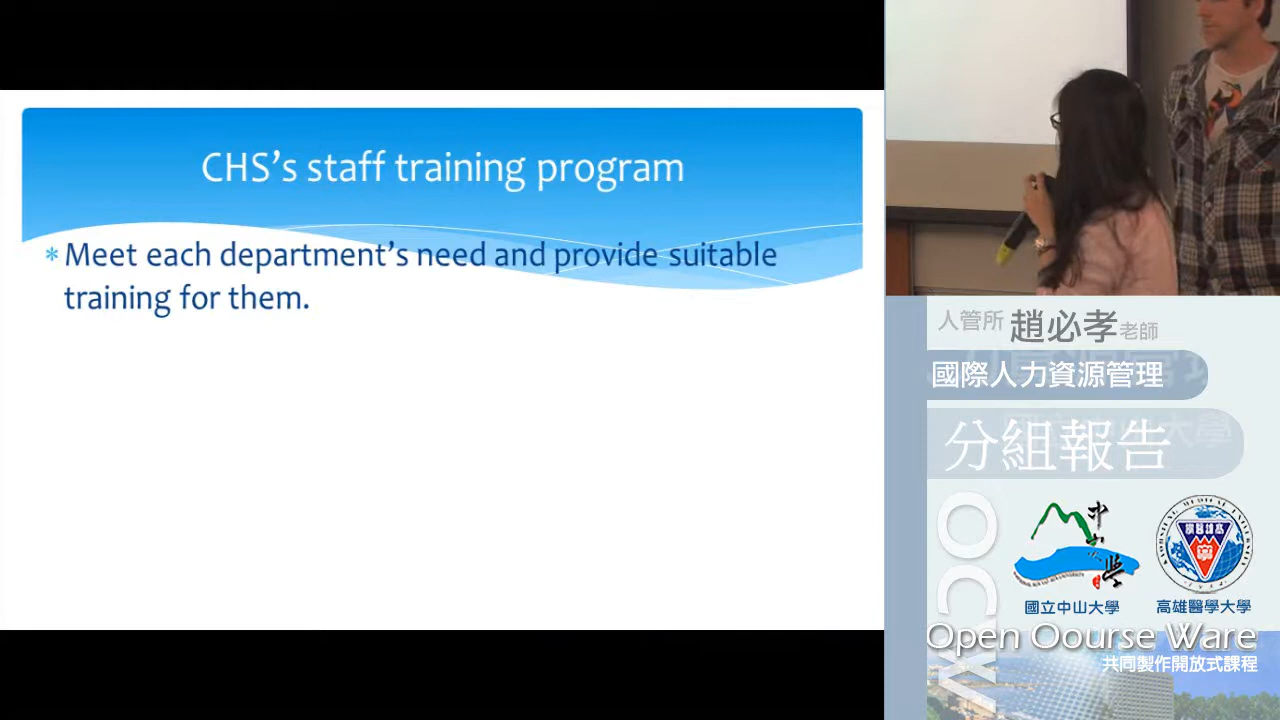 CHS's staff training program
* Meet each department's need and provide suitable
training for them.
人管所 趙必孝老師
國際人力資源管理
分組報告
OCW
國立中山大學
高雄醫學大學
Open Oourse Ware
共同製作開放式課程